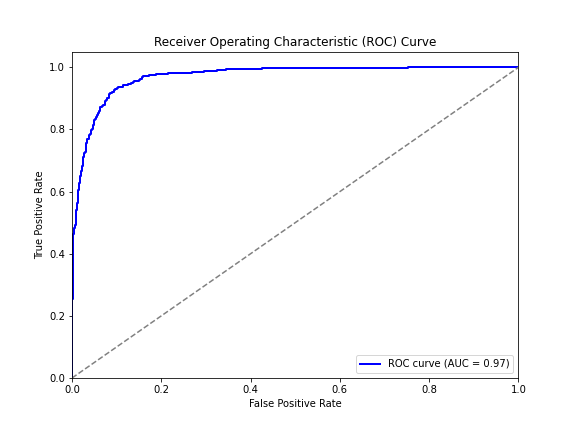 Receiver Operating Characteristic (ROC) Curve
1.0
0.8
0.6
0.4
0.2
0.0
True Positive Rate
0.0 0.2 0.4 0.6 0.8 1.0
False Positive Rate
ROC curve (AUC = 0.97)